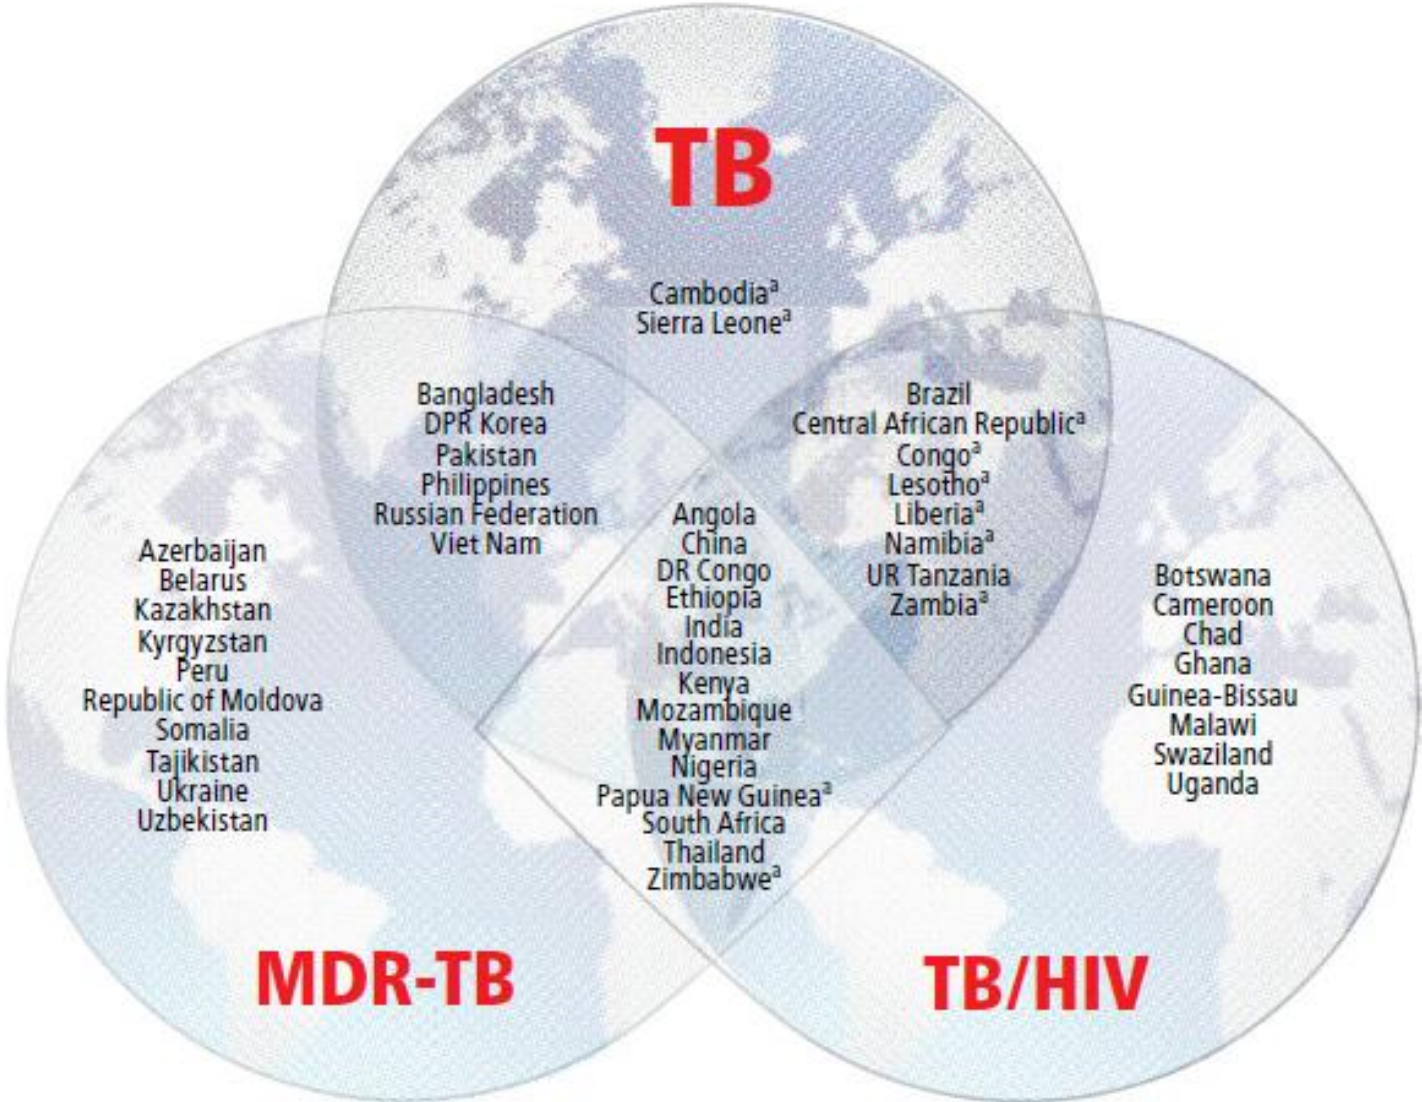 TB
Cambodiaª
Sierra Leoneª
Bangladesh
DPR Korea
Pakistan
Philippines
Russian Federation
Viet Nam
Brazil
Central African Republicª
Congoª
Lesothoª
Liberiaª
Namibiaª
UR Tanzania
Zambiaª
Angola
China
DR Congo
Ethiopia
India
Indonesia
Kenya
Mozambique
Myanmar
Nigeria
Papua New Guineaª
South Africa
Thailand
Zimbabweª
Azerbaijan
Belarus
Kazakhstan
Kyrgyzstan
Peru
Republic of Moldova
Somalia
Tajikistan
Ukraine
Uzbekistan
Botswana
Cameroon
Chad
Ghana
Guinea-Bissau
Malawi
Swaziland
Uganda
MDR-TB
TB/HIV